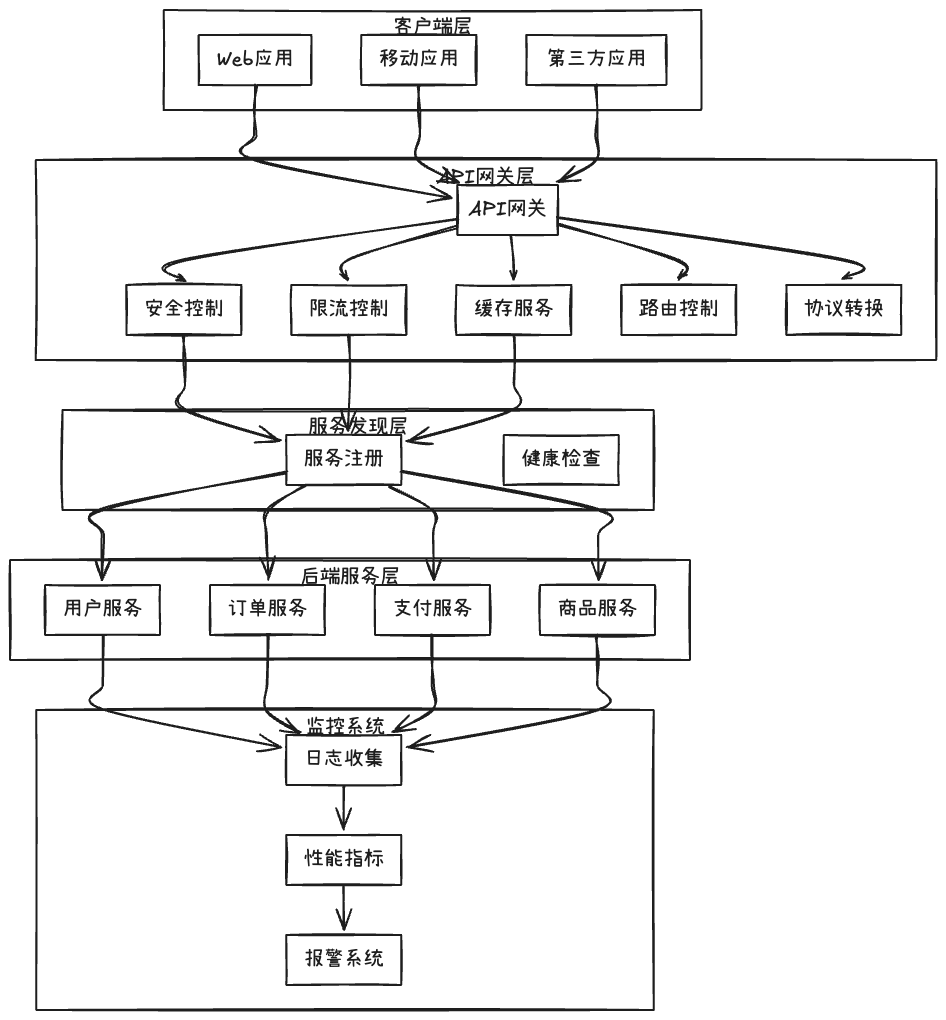 客户端层
Web应用
移动应用
第三方应用
API网关层
API网关
安全控制
限流控制
缓存服务
路由控制
协议转换
服务发现层
服务注册
健康检查
后端服务层
用户服务
订单服务
支付服务
商品服务
监控系统
日志收集
性能指标
报警系统